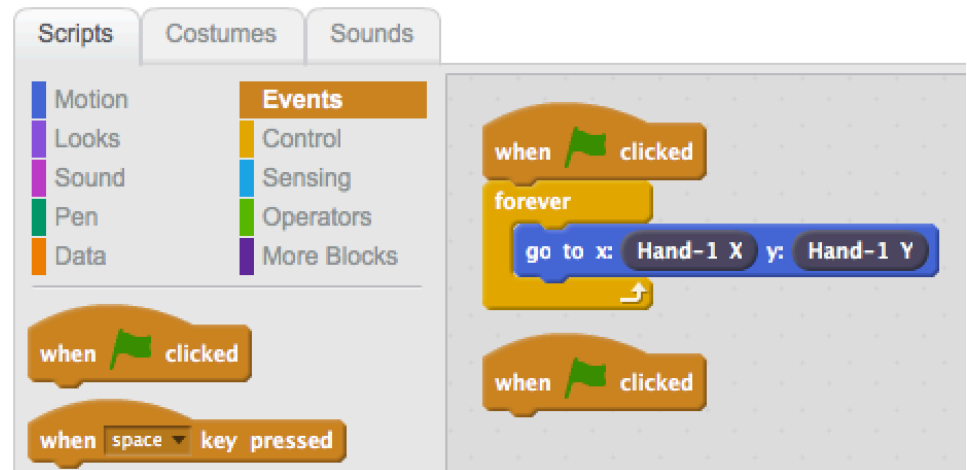 Scripts Costumes Sounds
Motion Events
Looks Control
Sound Sensing
Pen Operators
Data More Blocks
when clicked
when space key pressed
when clicked
forever
go to x: Hand-1 X y: Hand-1 Y
when clicked